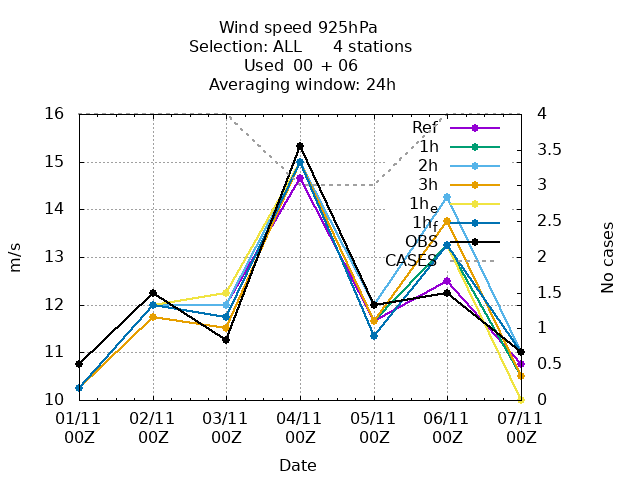 Wind speed 925hPa
Selection: ALL 4 stations
Used 00 + 06
Averaging window: 24h
16
15
14
13
12
11
10
m/s
4
3.5
3
2.5
2
1.5
1
0.5
0
No cases
Ref
1h
2h
3h
1he
1hf
OBS
CASES
01/11 02/11 03/11 04/11 05/11 06/11 07/11
00Z 00Z 00Z 00Z 00Z 00Z 00Z
Date